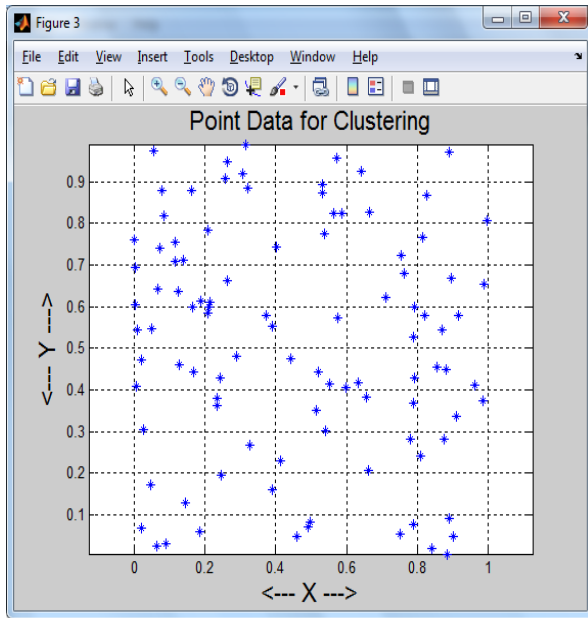 Figure 3
File Edit View Insert Tools Desktop Window Help
Point Data for Clustering
0.9
0.8
0.7
0.6
0.5
0.4
0.3
0.2
0.1
<--- Y --->
0 0.2 0.4 0.6 0.8 1
<--- X --->